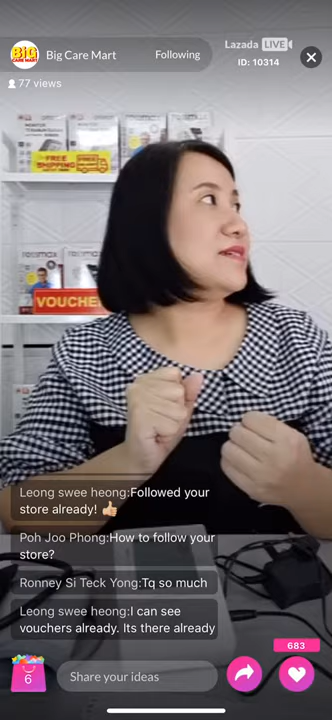 BiG
CARE MART
Big Care Mart
Following
Lazada LIVE
ID: 10314
77 views
FREE
SHIPPING
rossmax
VOUCHE
Leong swee heong:Followed your
store already! 👍🏼
Poh Joo Phong:How to follow your
store?
Ronney Si Teck Yong:Tq so much
Leong swee heong:I can see
vouchers already. Its there already
683
6
Share your ideas